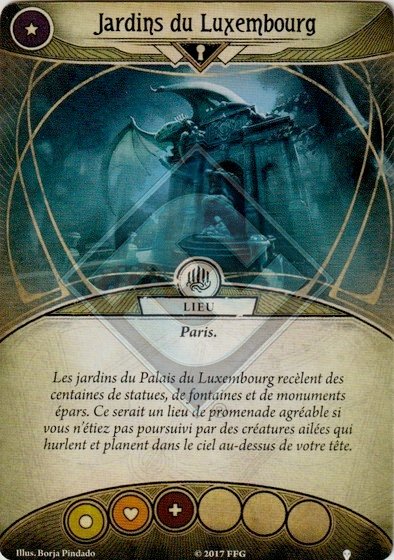 Jardins du Luxembourg
LIEU
Paris.
Les jardins du Palais du Luxembourg recèlent des
centaines de statues, de fontaines et de monuments
épars. Ce serait un lieu de promenade agréable si
vous n'étiez pas poursuivi par des créatures ailées qui
hurlent et planent dans le ciel au-dessus de votre tête.
Illus. Borja Pindado
© 2017 FFG